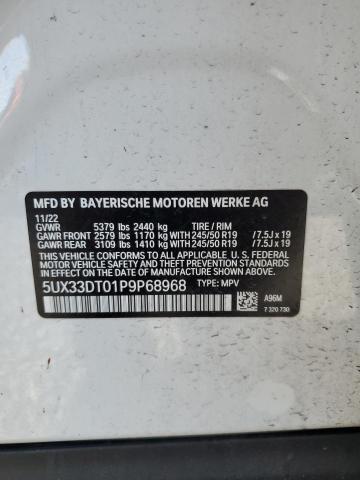 MFD BY BAYERISCHE MOTOREN WERKE AG
11/22
GVWR 5379 lbs 2440 kg TIRE / RIM
GAWR FRONT 2579 lbs 1170 kg WITH 245/50 R19 / 7.5J x 19
GAWR REAR 3109 lbs 1410 kg WITH 245/50 R19 / 7.5J x 19
THIS VEHICLE CONFORMS TO ALL APPLICABLE U. S. FEDERAL
MOTOR VEHICLE SAFETY STANDARDS IN EFFECT ON THE DATE
OF MANUFACTURE SHOWN ABOVE.
5UX33DT01P9P68968 TYPE: MPV
A96M
7 320 730